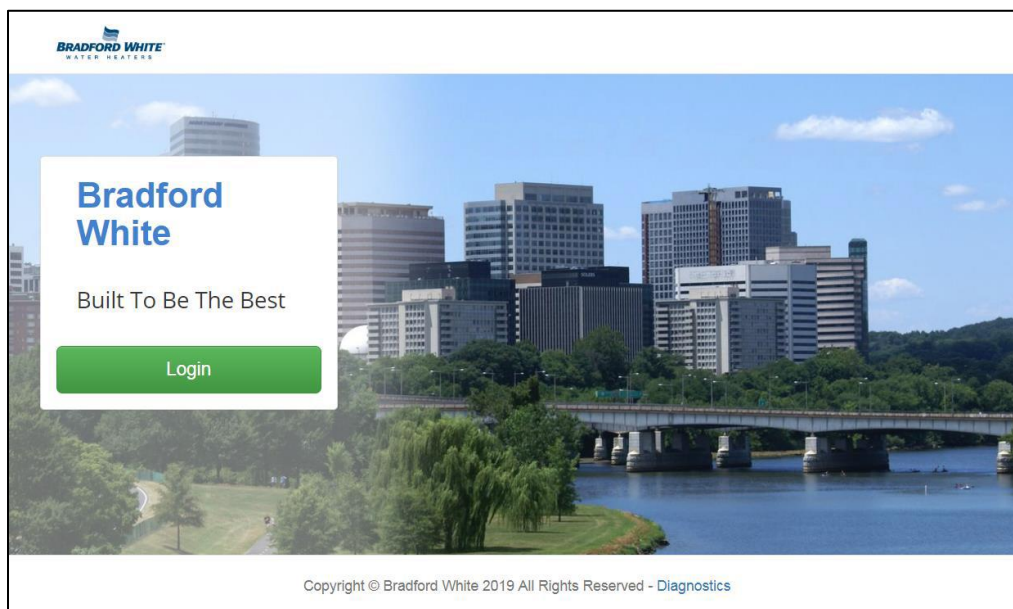 BRADFORD WHITE
WATER HEATERS
Bradford
White
Built To Be The Best
Login
Copyright © Bradford White 2019 All Rights Reserved - Diagnostics